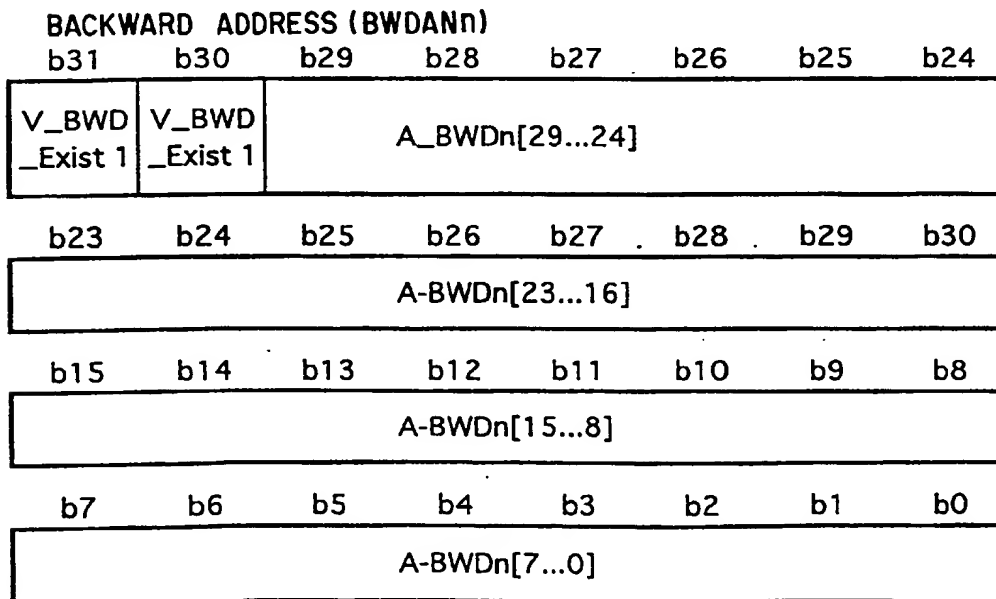 BACKWARD ADDRESS (BWDANn)
b31 b30 b29 b28 b27 b26 b25 b24
V_BWD V_BWD
_Exist 1 _Exist 1
A_BWDn[29...24]
b23 b24 b25 b26 b27 b28 b29 b30
A-BWDn[23...16]
b15 b14 b13 b12 b11 b10 b9 b8
A-BWDn[15...8]
b7 b6 b5 b4 b3 b2 b1 b0
A-BWDn[7...0]